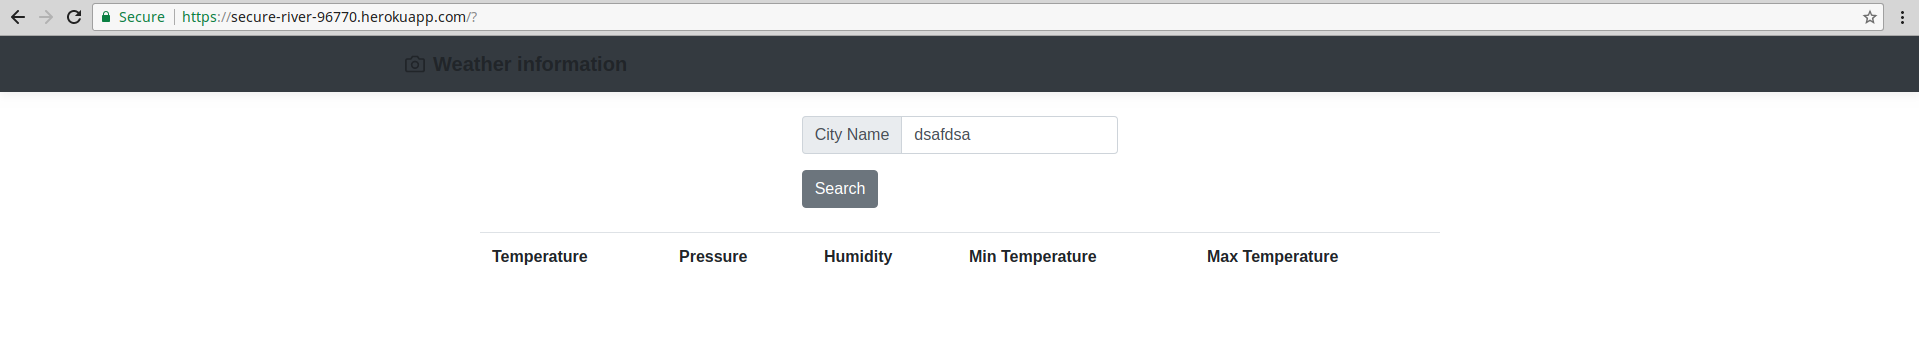 Secure https://secure-river-96770.herokuapp.com/?
Weather information
City Name dsafdsa
Search
Temperature Pressure Humidity Min Temperature Max Temperature